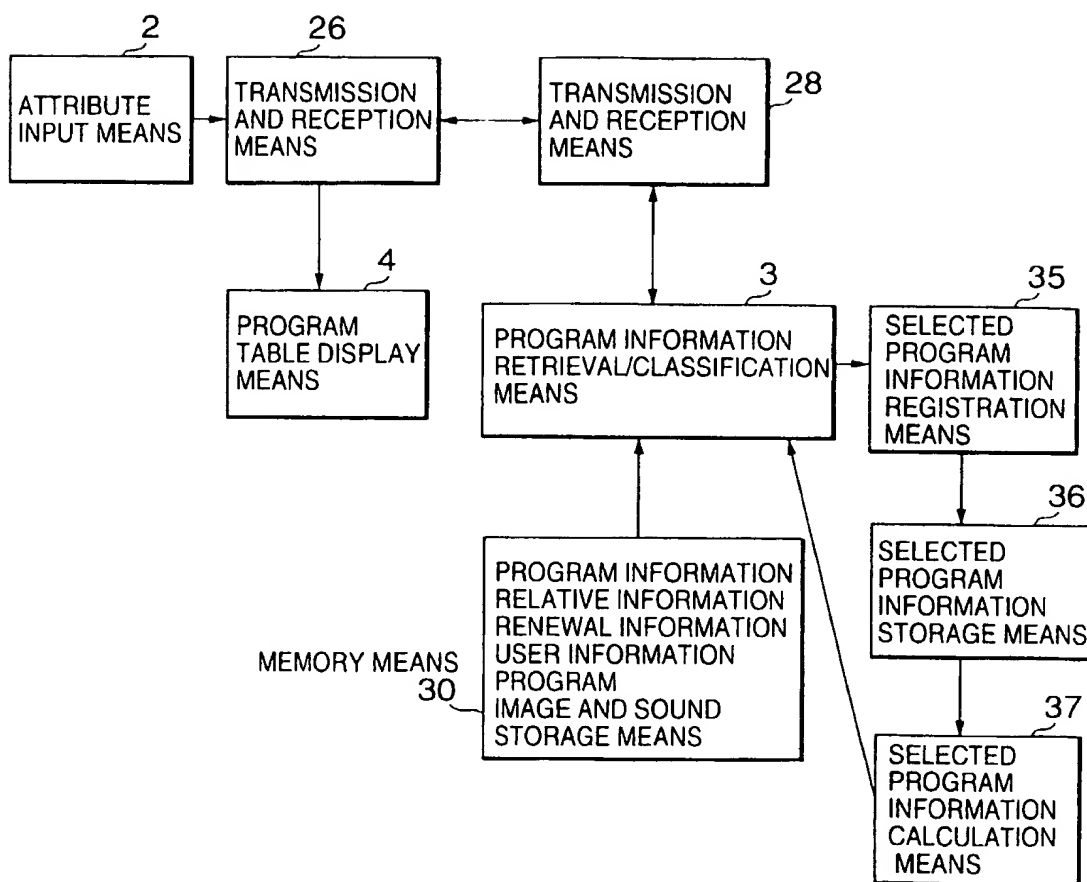 2
ATTRIBUTE
INPUT MEANS
26
TRANSMISSION
AND RECEPTION
MEANS
28
TRANSMISSION
AND RECEPTION
MEANS
4
PROGRAM
TABLE DISPLAY
MEANS
3
PROGRAM INFORMATION
RETRIEVAL/CLASSIFICATION
MEANS
35
SELECTED
PROGRAM
INFORMATION
REGISTRATION
MEANS
36
SELECTED
PROGRAM
INFORMATION
STORAGE MEANS
MEMORY MEANS
30
PROGRAM INFORMATION
RELATIVE INFORMATION
RENEWAL INFORMATION
USER INFORMATION
PROGRAM
IMAGE AND SOUND
STORAGE MEANS
37
SELECTED
PROGRAM
INFORMATION
CALCULATION
MEANS